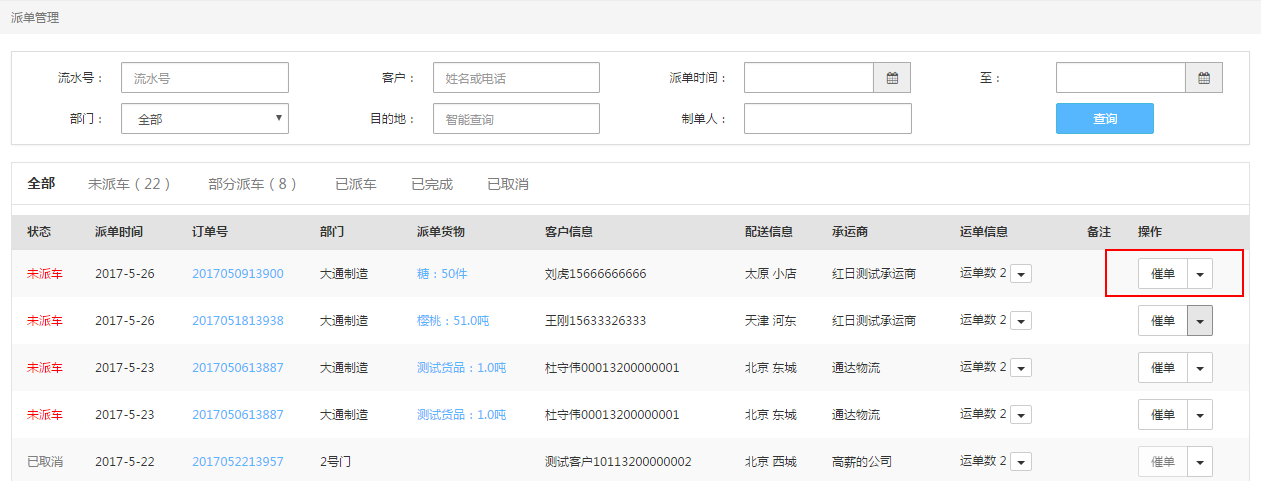 派单管理
流水号： 流水号 客户： 姓名或电话 派单时间： 至：
部门： 全部 目的地： 智能查询 制单人： 查询
全部 未派车（22） 部分派车（8） 已派车 已完成 已取消
状态 派单时间 订单号 部门 派单货物 客户信息 配送信息 承运商 运单信息 备注 操作
未派车 2017-5-26 2017050913900 大通制造 糖：50件 刘虎15666666666 太原 小店 红日测试承运商 运单数 2 催单
未派车 2017-5-26 2017051813938 大通制造 樱桃：51.0吨 王刚15633326333 天津 河东 红日测试承运商 运单数 2 催单
未派车 2017-5-23 2017050613887 大通制造 测试货品：1.0吨 杜守伟00013200000001 北京 东城 通达物流 运单数 2 催单
未派车 2017-5-23 2017050613887 大通制造 测试货品：1.0吨 杜守伟00013200000001 北京 东城 通达物流 运单数 2 催单
已取消 2017-5-22 2017052213957 2号门 测试客户10113200000002 北京 西城 高薪的公司 运单数 2 催单